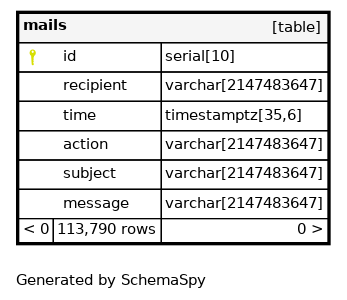 mails [table]
id serial[10]
recipient varchar[2147483647]
time timestamptz[35,6]
action varchar[2147483647]
subject varchar[2147483647]
message varchar[2147483647]
< 0 113,790 rows 0 >
Generated by SchemaSpy